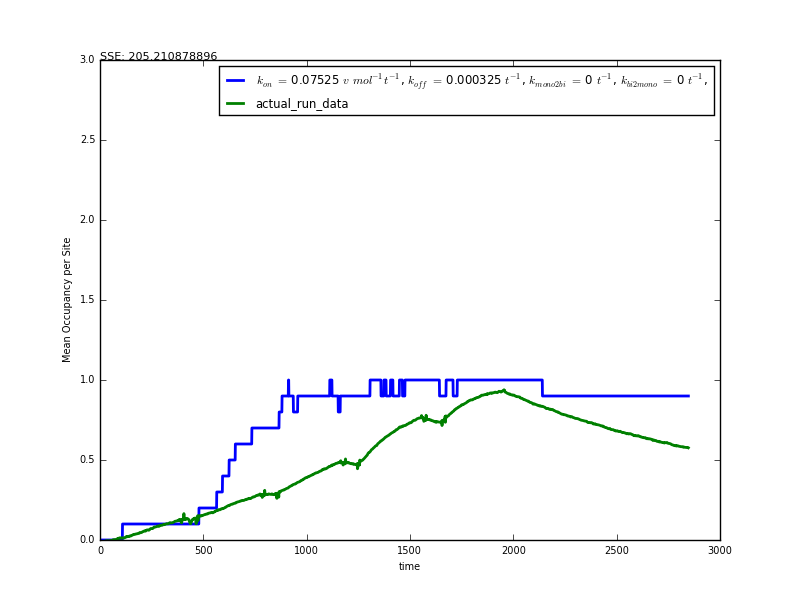 SSE: 205.210878896
k_on = 0.07525 v mol^−1 t^−1, k_off = 0.000325 t^−1, k_mono2bi = 0 t^−1, k_bi2mono = 0 t^−1,
actual_run_data
3.0
2.5
2.0
1.5
1.0
0.5
0.0
Mean Occupancy per Site
0 500 1000 1500 2000 2500 3000
time